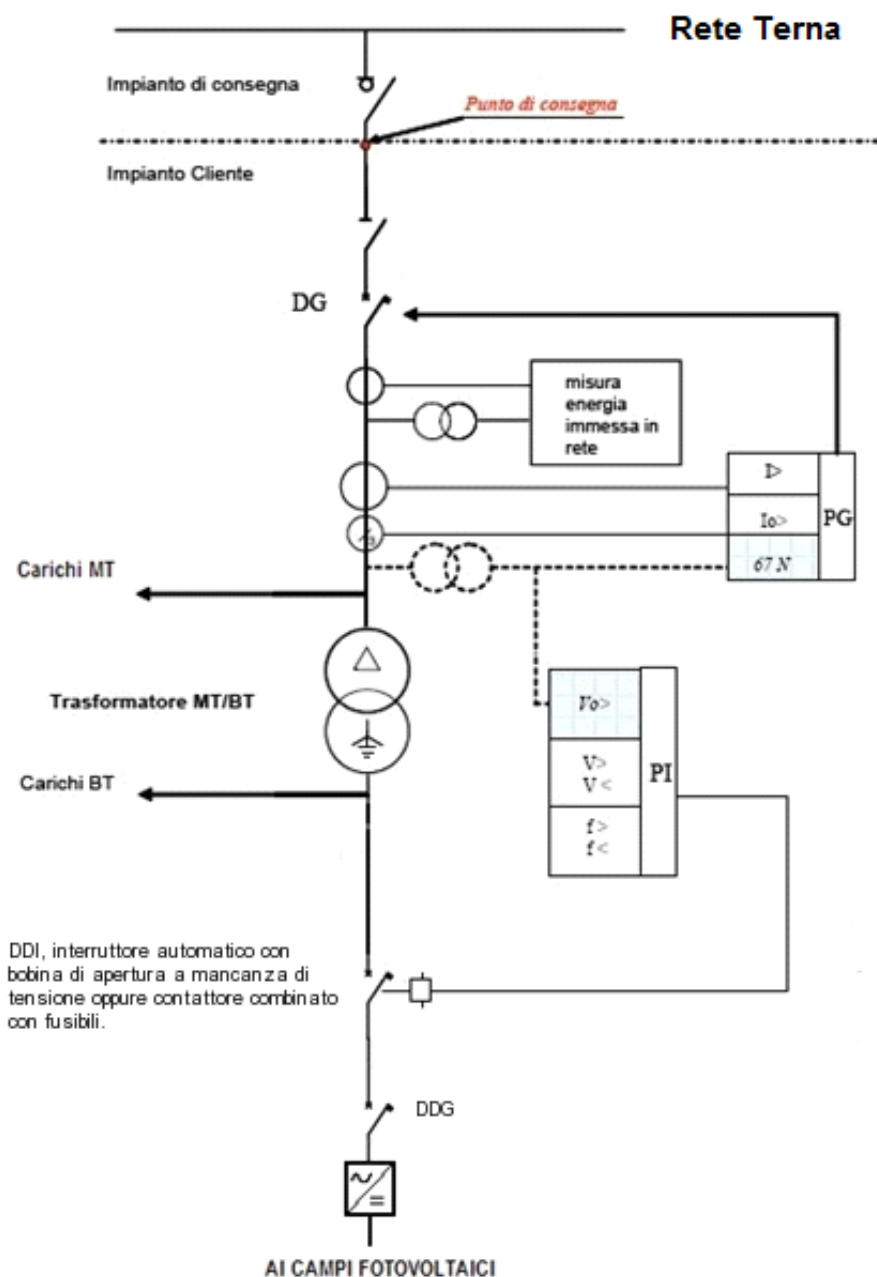 Rete Terna
Impianto di consegna
Punto di consegna
Impianto Cliente
DG
misura
energia
immessa in
rete
I>
Io>
PG
67 N
Carichi MT
Trasformatore MT/BT
Vo>
V>
V <
PI
f >
f <
Carichi BT
DDI, interruttore automatico con
bobina di apertura a mancanza di
tensione oppure contattore combinato
con fusibili.
DDG
AI CAMPI FOTOVOLTAICI